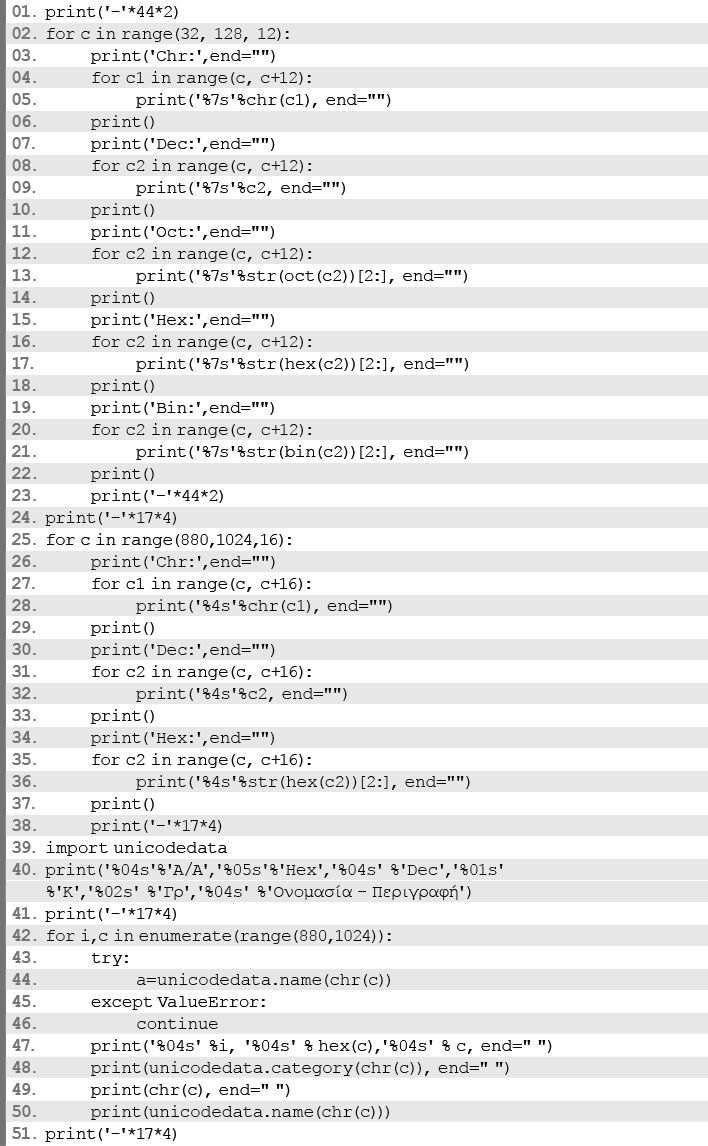 01. print('-'*44*2)
02. for c in range(32, 128, 12):
03. print('Chr:',end="")
04. for c1 in range(c, c+12):
05. print('%7s'%chr(c1), end="")
06. print()
07. print('Dec:',end="")
08. for c2 in range(c, c+12):
09. print('%7s'%c2, end="")
10. print()
11. print('Oct:',end="")
12. for c2 in range(c, c+12):
13. print('%7s'%str(oct(c2))[2:], end="")
14. print()
15. print('Hex:',end="")
16. for c2 in range(c, c+12):
17. print('%7s'%str(hex(c2))[2:], end="")
18. print()
19. print('Bin:',end="")
20. for c2 in range(c, c+12):
21. print('%7s'%str(bin(c2))[2:], end="")
22. print()
23. print('-'*44*2)
24. print('-'*17*4)
25. for c in range(880,1024,16):
26. print('Chr:',end="")
27. for c1 in range(c, c+16):
28. print('%4s'%chr(c1), end="")
29. print()
30. print('Dec:',end="")
31. for c2 in range(c, c+16):
32. print('%4s'%c2, end="")
33. print()
34. print('Hex:',end="")
35. for c2 in range(c, c+16):
36. print('%4s'%str(hex(c2))[2:], end="")
37. print()
38. print('-'*17*4)
39. import unicodedata
40. print('%04s'%'Α/Α','%05s'%'Hex','%04s' %'Dec','%01s'
%'Κ','%02s' %'Γρ','%04s' %'Ονομασία - Περιγραφή')
41. print('-'*17*4)
42. for i,c in enumerate(range(880,1024)):
43. try:
44. a=unicodedata.name(chr(c))
45. except ValueError:
46. continue
47. print('%04s' %i, '%04s' % hex(c),'%04s' % c, end=" ")
48. print(unicodedata.category(chr(c)), end=" ")
49. print(chr(c), end=" ")
50. print(unicodedata.name(chr(c)))
51. print('-'*17*4)